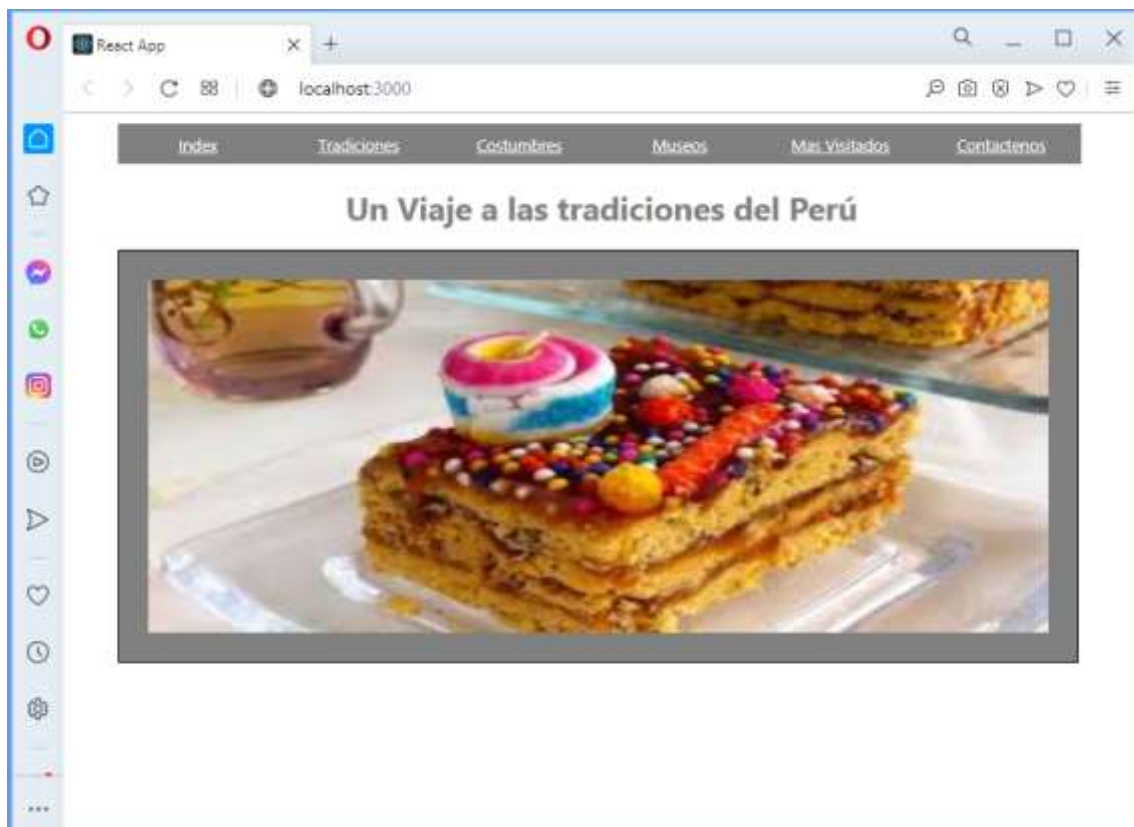 React App
localhost:3000
Index Tradiciones Costumbres Museos Mas Visitados Contactenos
Un Viaje a las tradiciones del Perú